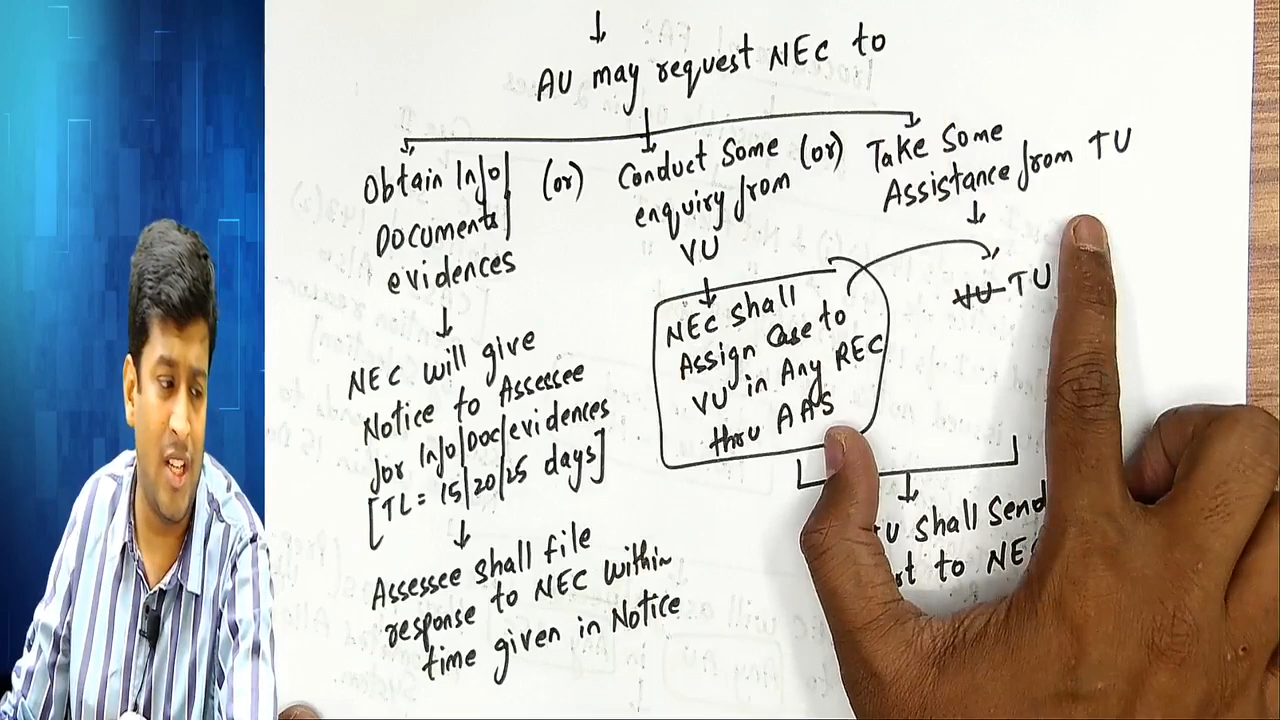 AU may request NEC to
Obtain Info/
Documents/
evidences
(or)
Conduct Some
enquiry from
VU
(or)
Take Some
Assistance from TU
NEC will give
Notice to Assessee
for Info/Doc/evidences
[TL = 15/20/25 days]
Assessee shall file
response to NEC within
time given in Notice
NEC shall
Assign Case to
VU in Any REC
thru AAS
VU TU
U shall Send
to NEC